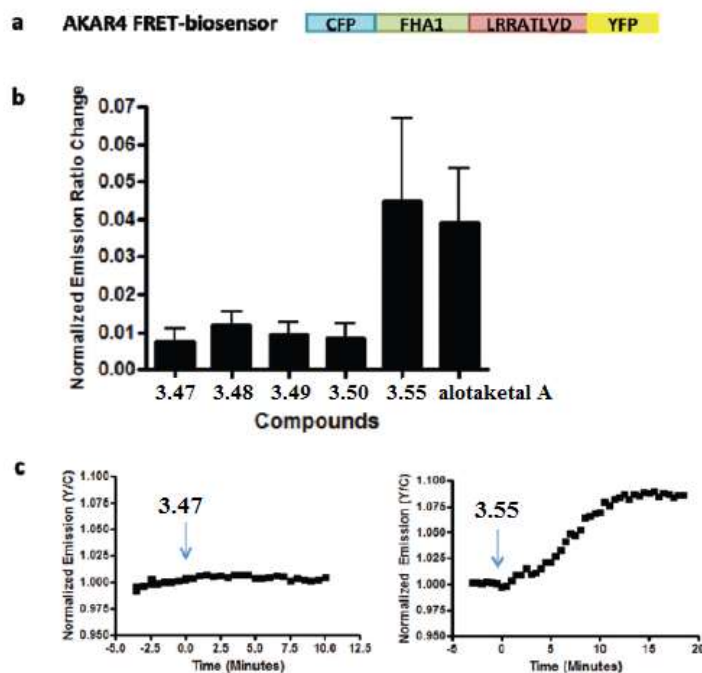 a AKAR4 FRET-biosensor CFP FHA1 LRRATLVD YFP
b
Normalized Emission Ratio Change
0.07
0.06
0.05
0.04
0.03
0.02
0.01
0.00
3.47 3.48 3.49 3.50 3.55 alotaketal A
Compounds
c
Normalized Emission (Y/C)
1.100
1.075
1.050
1.025
1.000
0.975
0.950
3.47
-5.0 -2.5 0.0 2.5 5.0 7.5 10.0 12.5
Time (Minutes)
Normalized Emission (Y/C)
1.100
1.075
1.050
1.025
1.000
0.975
0.950
3.55
-5 0 5 10 15 20
Time (Minutes)